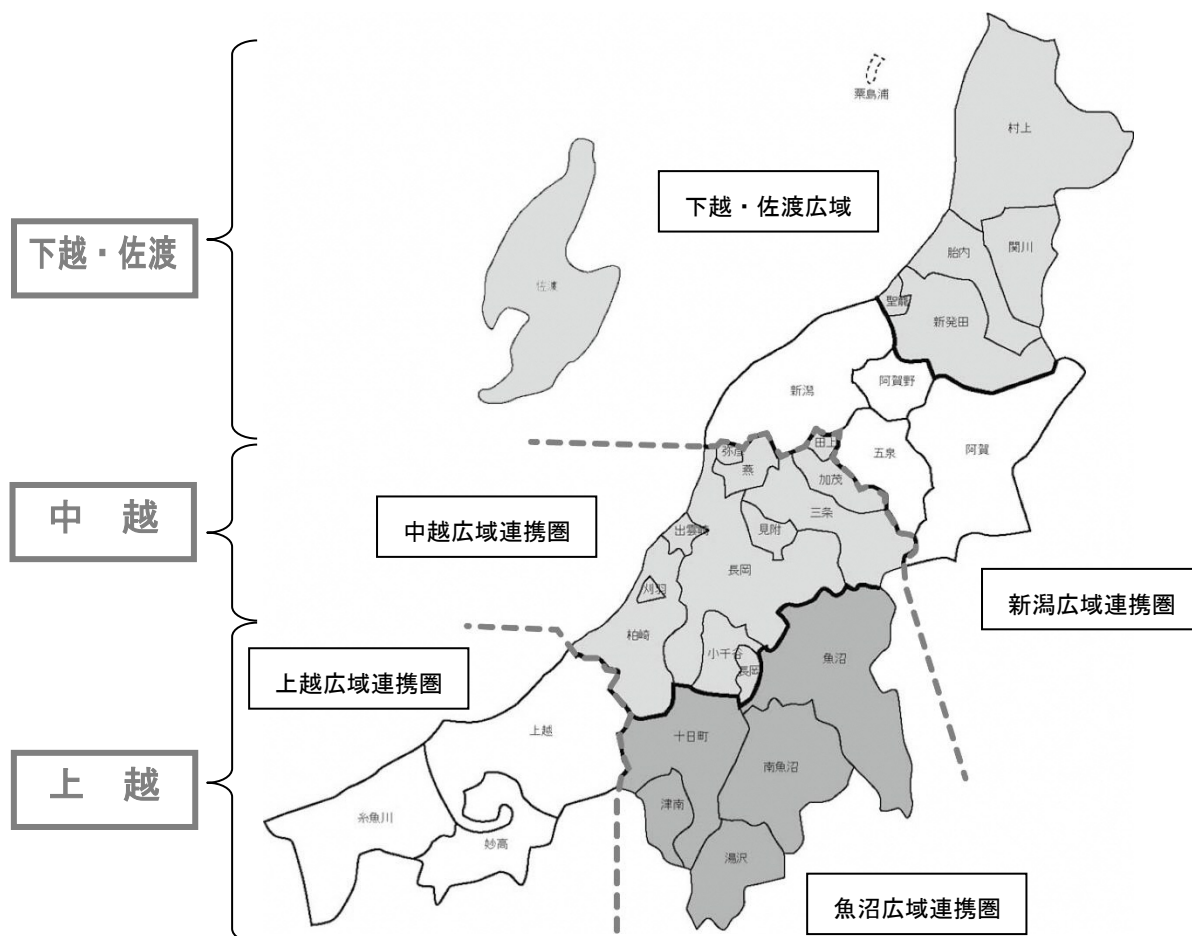 粟島浦
村上
下越・佐渡広域
下越・佐渡
関川
胎内
佐渡
聖籠
新発田
新潟
阿賀野
弥彦
田上
五泉
阿賀
燕
加茂
中　越
三条
中越広域連携圏
出雲崎
見附
長岡
刈羽
新潟広域連携圏
柏崎
小千谷
魚沼
長岡
上越広域連携圏
上越
十日町
南魚沼
上　越
津南
糸魚川
妙高
湯沢
魚沼広域連携圏